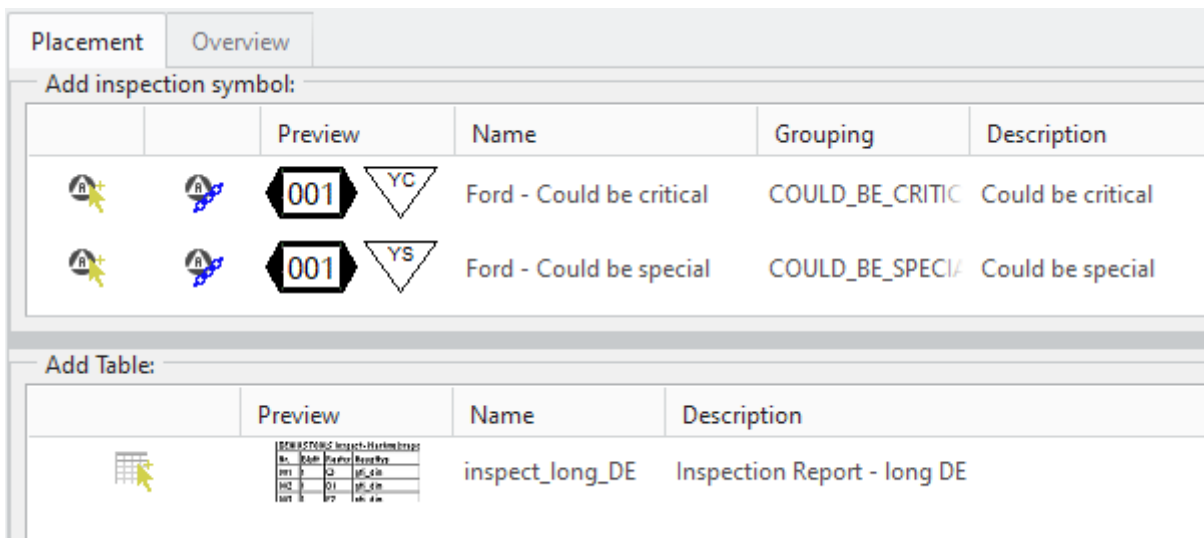 Placement Overview
Add inspection symbol:
Preview Name Grouping Description
001 YC Ford - Could be critical COULD_BE_CRITIC Could be critical
001 YS Ford - Could be special COULD_BE_SPECIA Could be special
Add Table:
Preview Name Description
inspect_long_DE Inspection Report - long DE